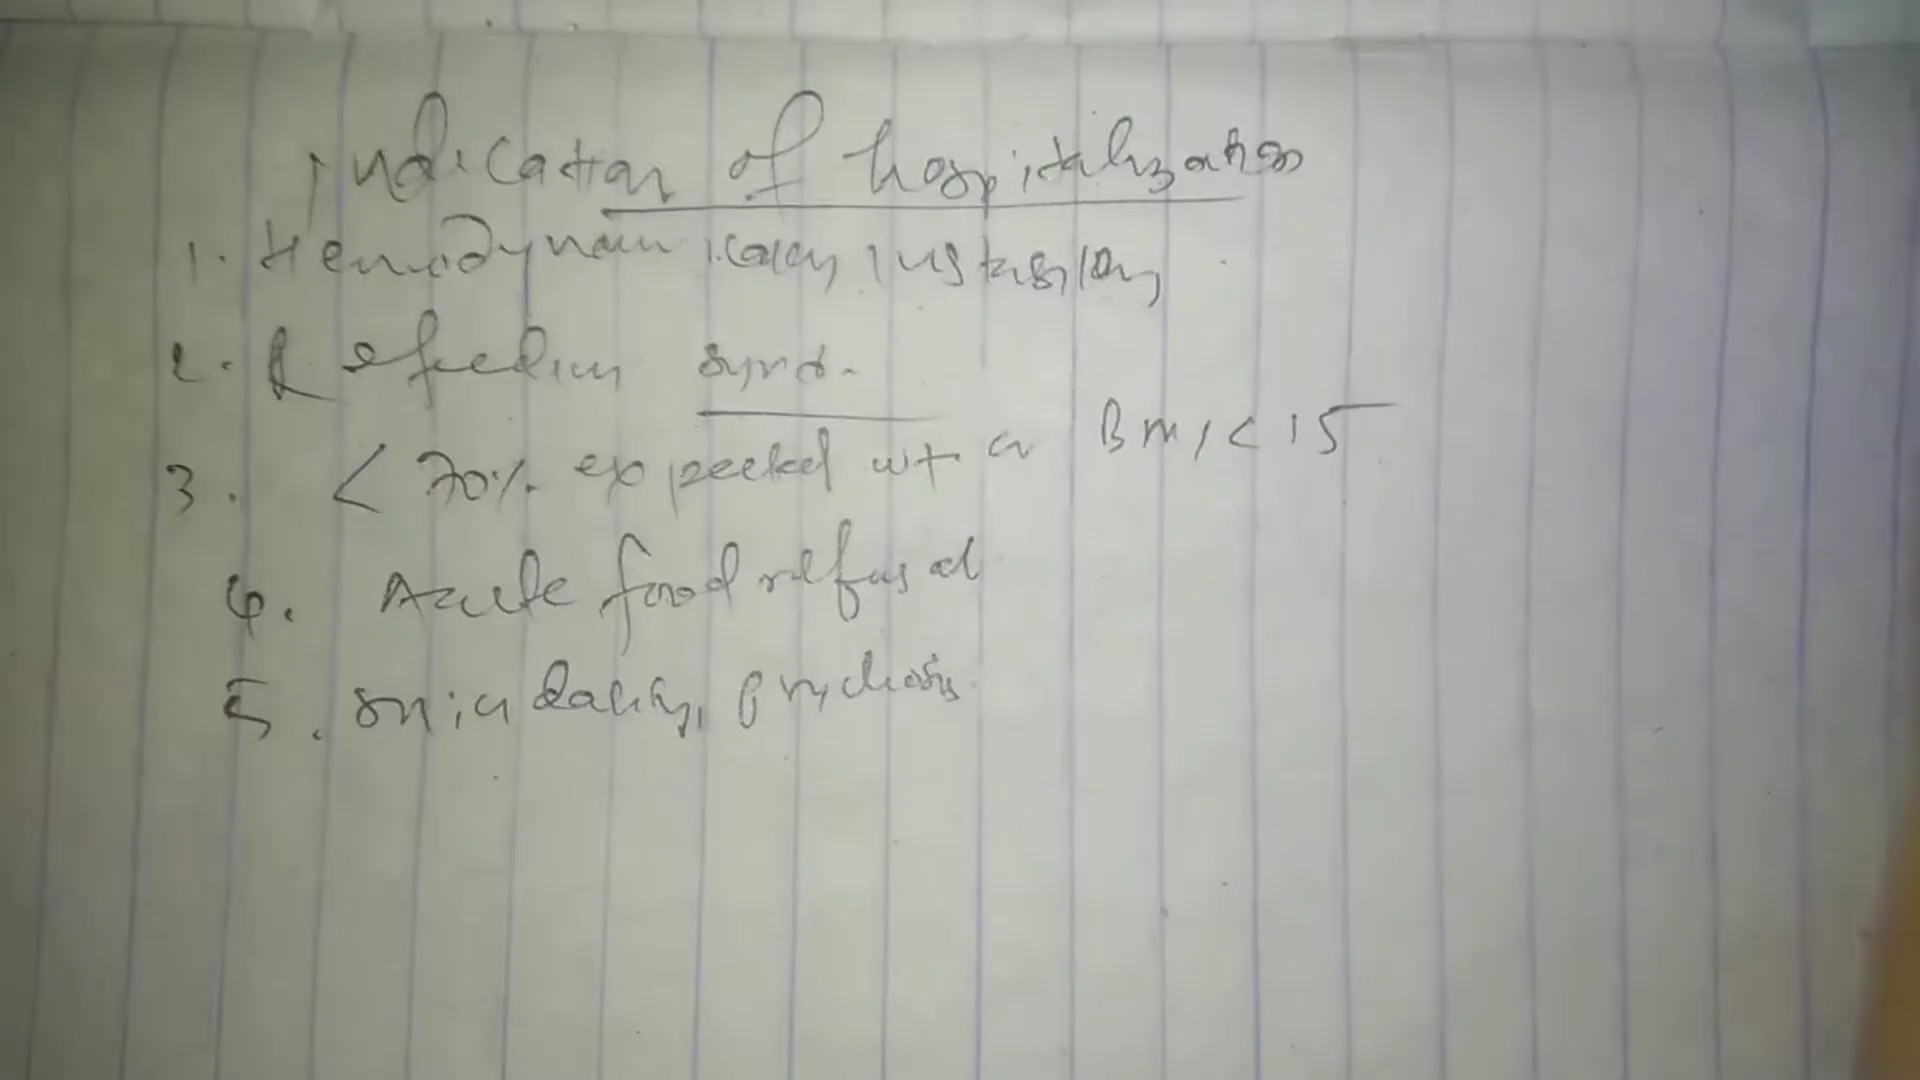 Indication of hospitalization
1. Hemodynamically instability
2. Refeeding synd.
3. < 70% expected wt or BMI < 15
4. Acute food refusal
5. suicidality, psychosis